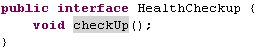 public interface HealthCheckup {
    void checkUp();
}